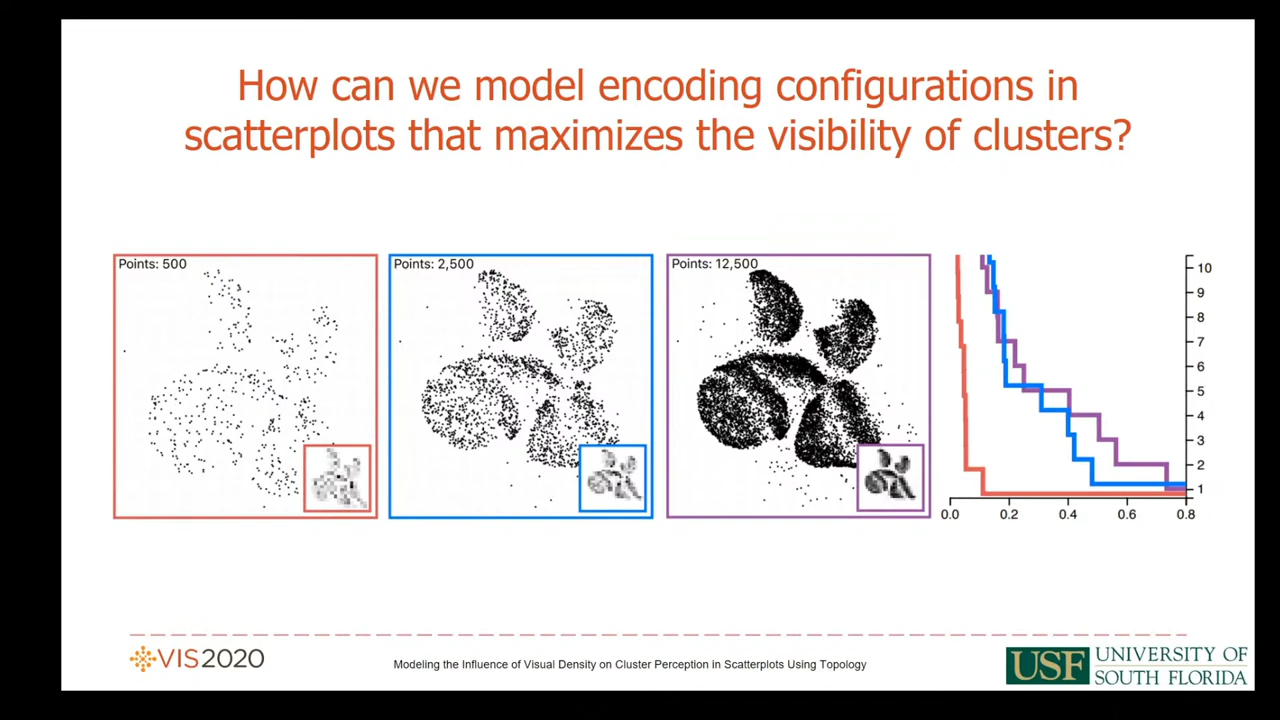 How can we model encoding configurations in
scatterplots that maximizes the visibility of clusters?
Points: 500
Points: 2,500
Points: 12,500
10
9
8
7
6
5
4
3
2
1
0.0 0.2 0.4 0.6 0.8
VIS2020
Modeling the Influence of Visual Density on Cluster Perception in Scatterplots Using Topology
USF
UNIVERSITY OF
SOUTH FLORIDA